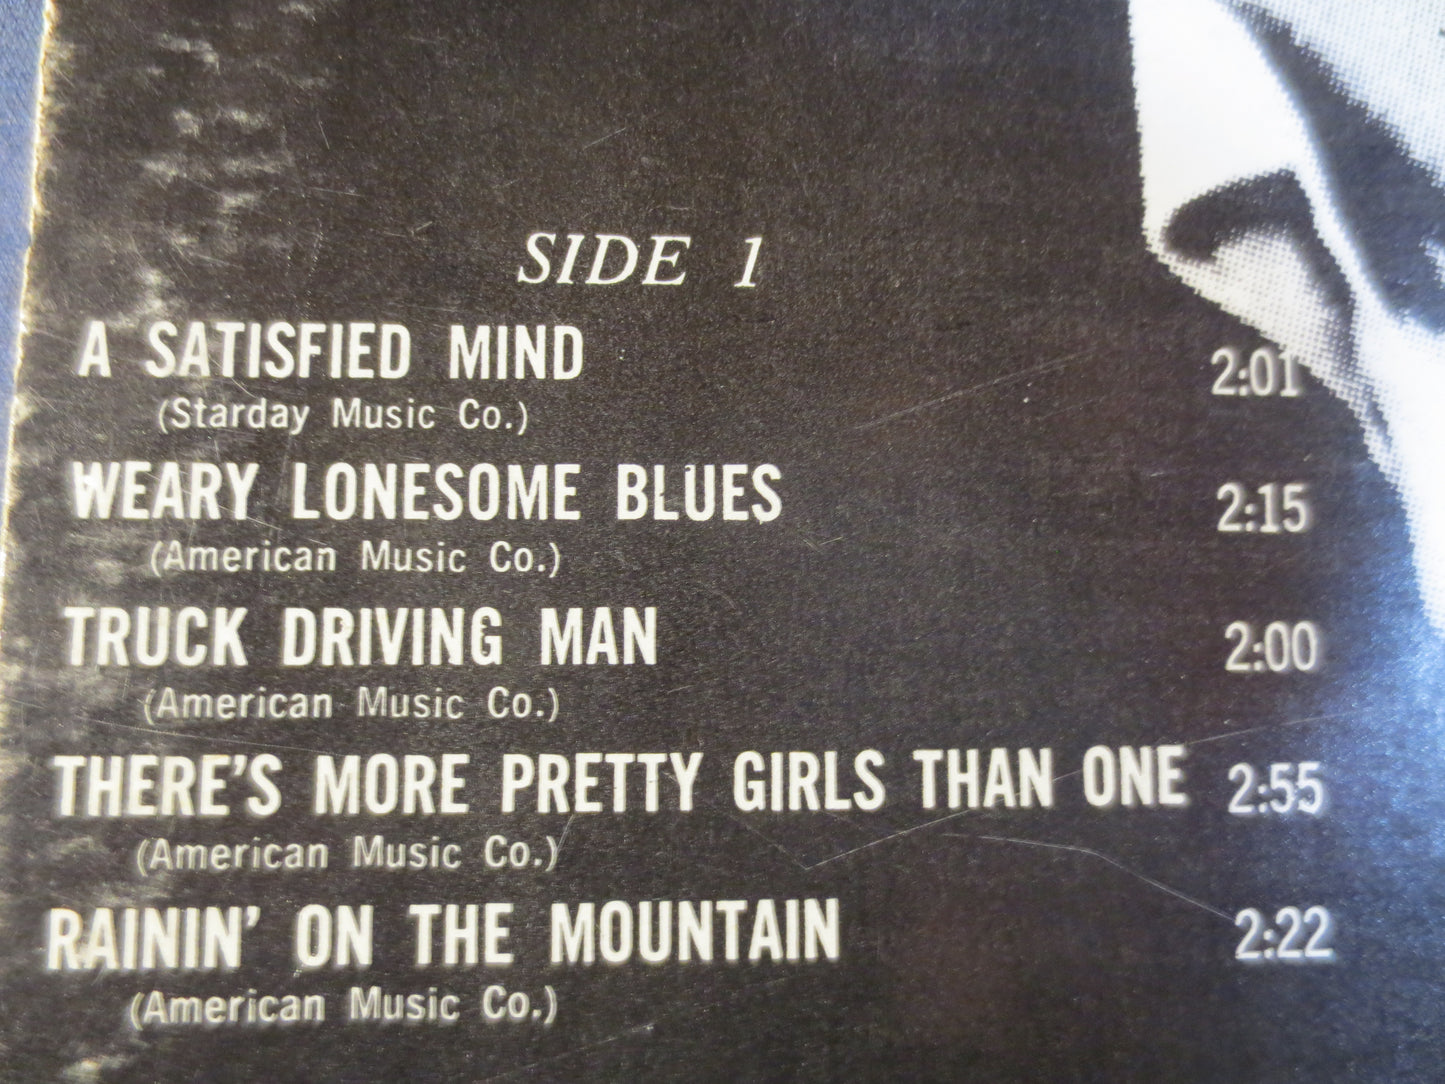 SIDE 1
A SATISFIED MIND 2:01
(Starday Music Co.)
WEARY LONESOME BLUES 2:15
(American Music Co.)
TRUCK DRIVING MAN 2:00
(American Music Co.)
THERE'S MORE PRETTY GIRLS THAN ONE 2:55
(American Music Co.)
RAININ' ON THE MOUNTAIN 2:22
(American Music Co.)